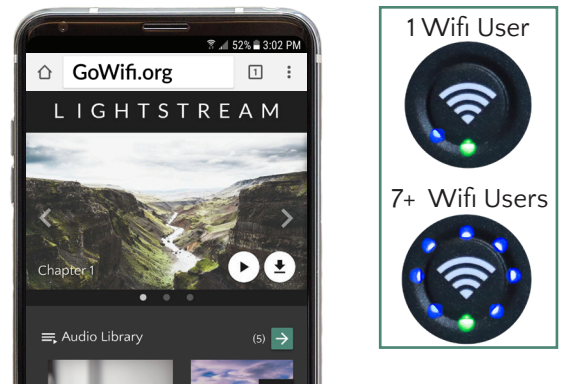 52% 3:02 PM
GoWifi.org
1
LIGHTSTREAM
Chapter 1
Audio Library
(5)
1 Wifi User
7+ Wifi Users